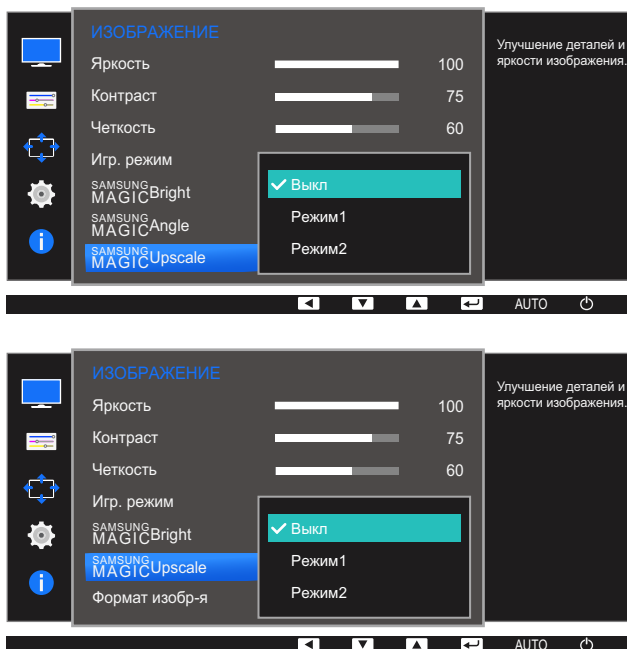 ИЗОБРАЖЕНИЕ
Улучшение деталей и
яркости изображения.
Яркость 100
Контраст 75
Четкость 60
Игр. режим
SAMSUNG
MAGICBright
SAMSUNG
MAGICAngle
SAMSUNG
MAGICUpscale
Выкл
Режим1
Режим2
AUTO
ИЗОБРАЖЕНИЕ
Улучшение деталей и
яркости изображения.
Яркость 100
Контраст 75
Четкость 60
Игр. режим
SAMSUNG
MAGICBright
SAMSUNG
MAGICUpscale
Формат изобр-я
Выкл
Режим1
Режим2
AUTO